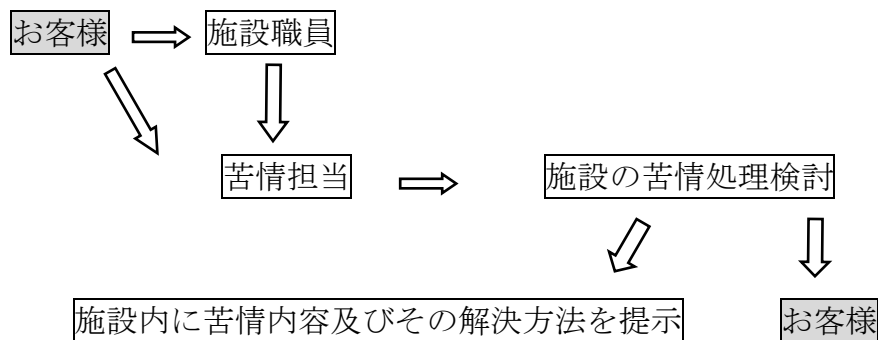 お客様 施設職員
苦情担当 施設の苦情処理検討
施設内に苦情内容及びその解決方法を提示 お客様